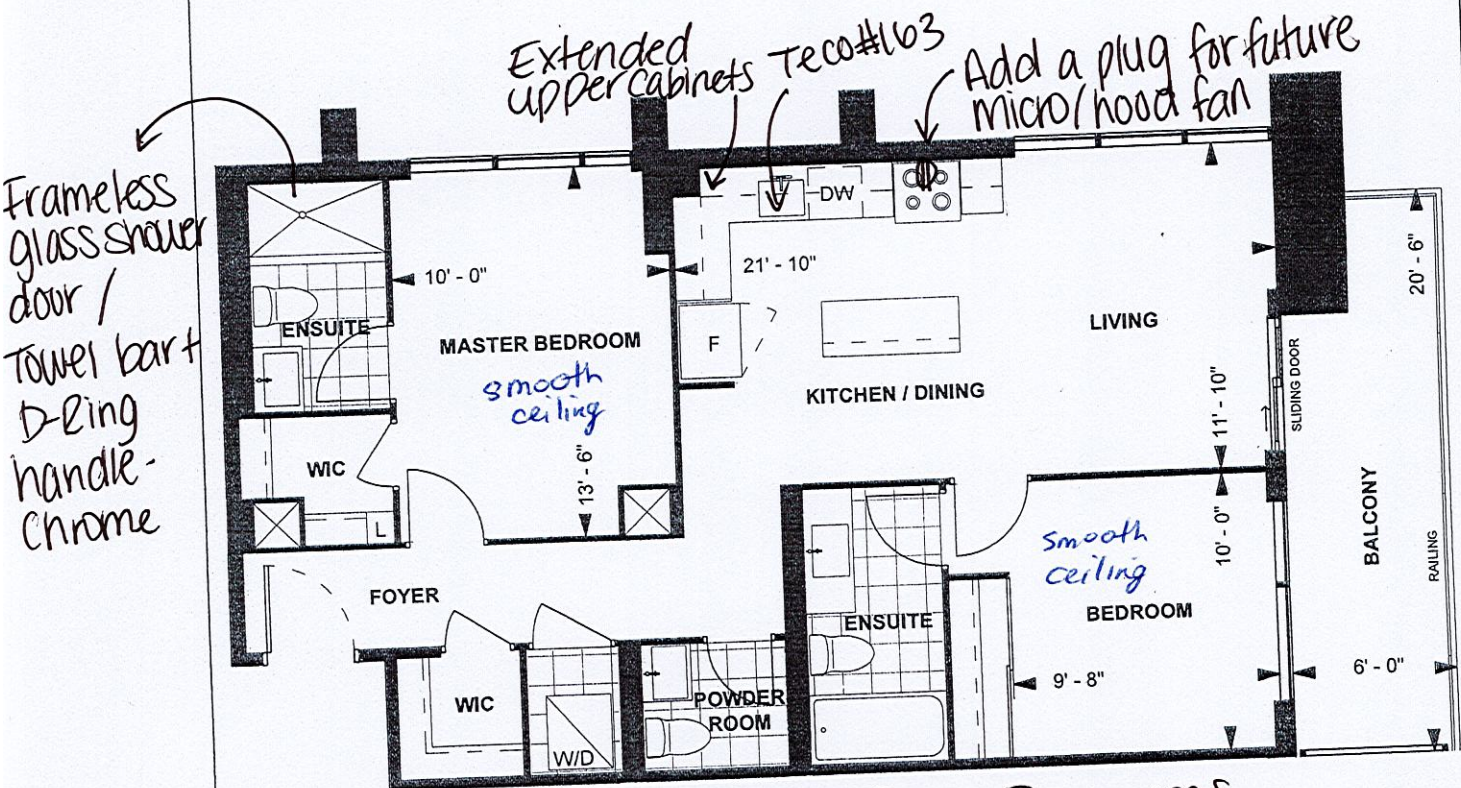 Extended
upper cabinets
Teco#163
Add a plug for future
micro/hood fan
Frameless
glass shower
door /
Towel bar +
D-Ring
handle-
Chrome
DW
10' - 0"
21' - 10"
20' - 6"
ENSUITE
MASTER BEDROOM
smooth
ceiling
F
LIVING
KITCHEN / DINING
SLIDING DOOR
11' - 10"
WIC
13' - 6"
L
10' - 0"
Smooth
ceiling
BALCONY
RAILING
FOYER
BEDROOM
ENSUITE
9' - 8"
6' - 0"
WIC
POWDER
ROOM
W/D